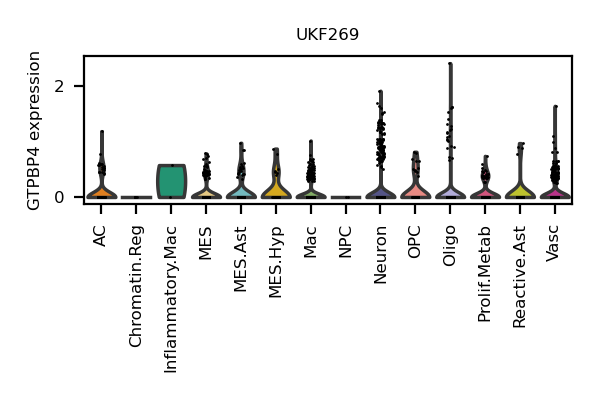 UKF269
GTPBP4 expression
2
0
AC
Chromatin.Reg
Inflammatory.Mac
MES
MES.Ast
MES.Hyp
Mac
NPC
Neuron
OPC
Oligo
Prolif.Metab
Reactive.Ast
Vasc